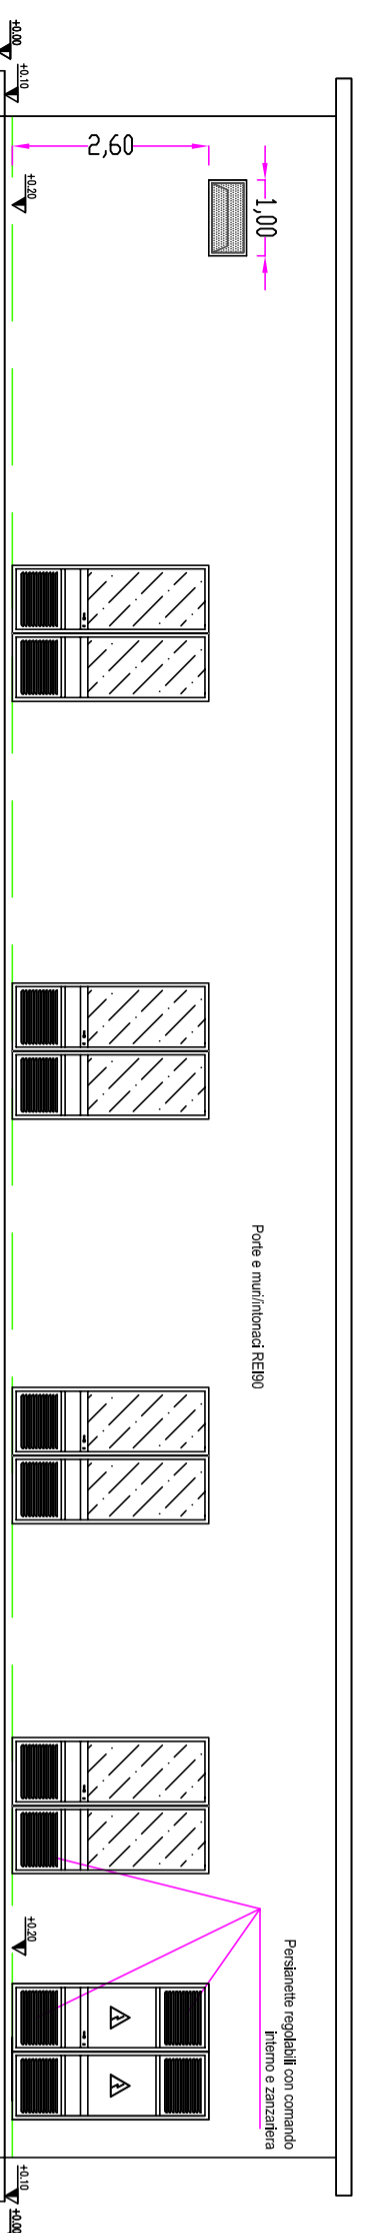 +0.00
+0.10
2,60
+0.20
1,00
Porte e muri/intonaci REI90
Persianette regolabili con comando
interno e zanzariera
+0.20
+0.10
+0.00